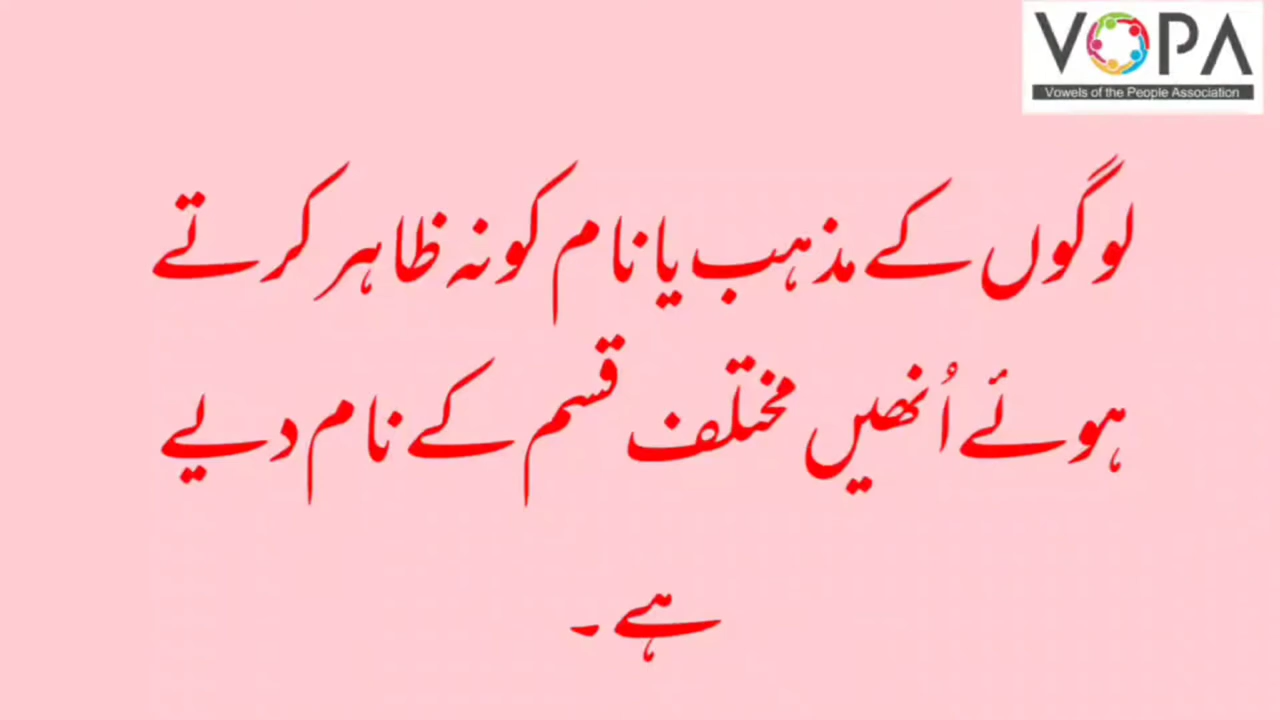 VOPA
Vowels of the People Association
لوگوں کے مذہب یا نام کو نہ ظاہر کرتے
ہوئے اُنھیں مختلف قسم کے نام دیے
ہے ۔